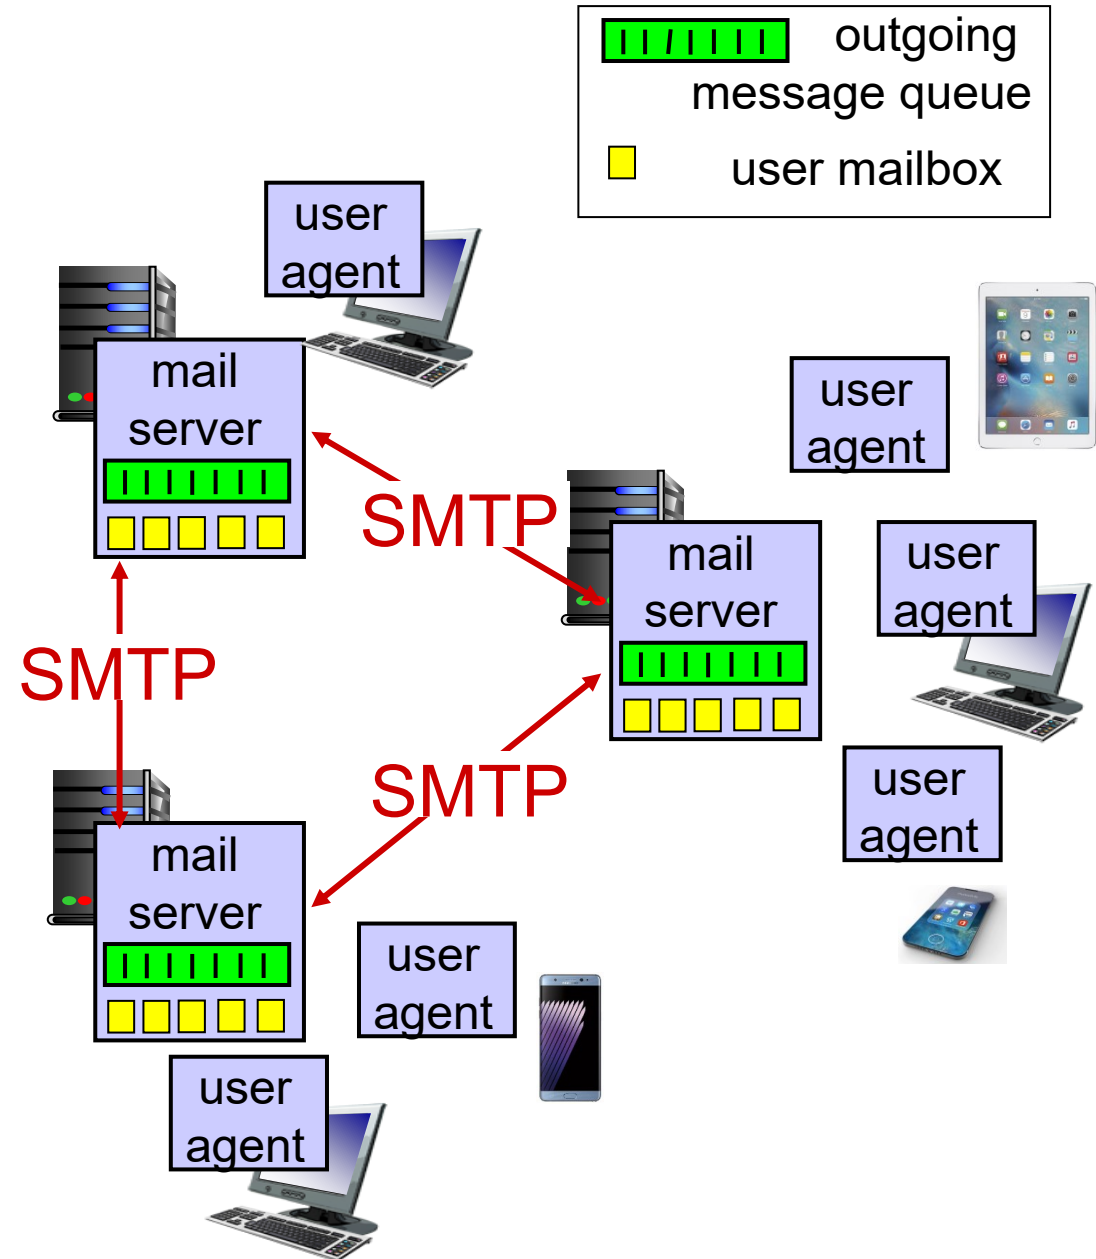 outgoing
message queue
user mailbox
user
agent
mail
server
user
agent
SMTP
mail
server
user
agent
SMTP
SMTP
user
agent
mail
server
user
agent
user
agent